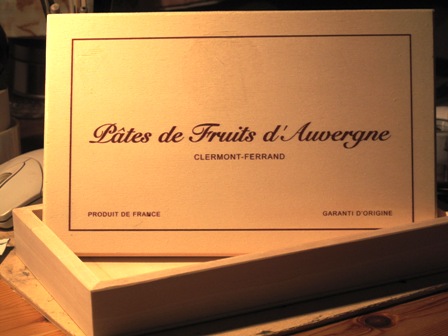 Pâtes de Fruits d'Auvergne
CLERMONT-FERRAND
PRODUIT DE FRANCE GARANTI D'ORIGINE